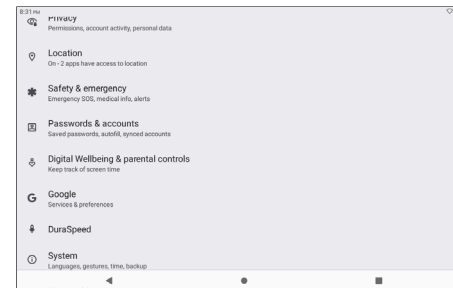 8:31 PM
Privacy
Permissions, account activity, personal data
Location
On - 2 apps have access to location
Safety & emergency
Emergency SOS, medical info, alerts
Passwords & accounts
Saved passwords, autofill, synced accounts
Digital Wellbeing & parental controls
Keep track of screen time
Google
Services & preferences
DuraSpeed
System
Languages, gestures, time, backup